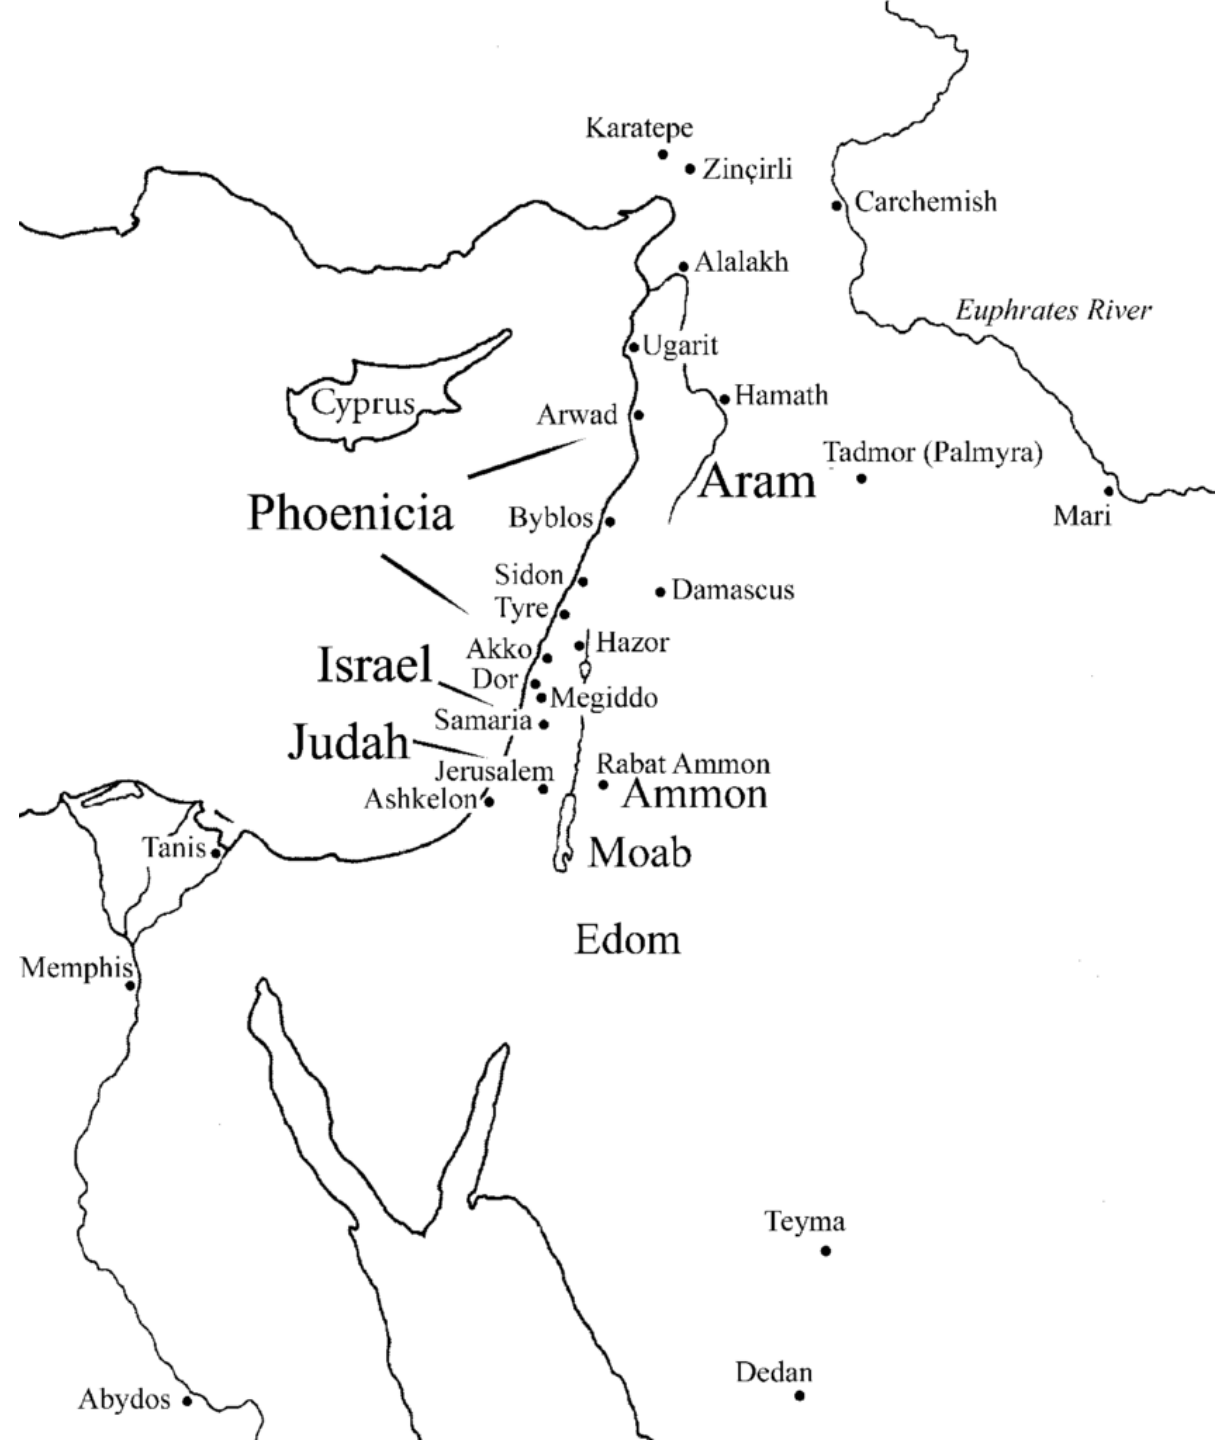 Karatepe
Zinçirli
Carchemish
Alalakh
Euphrates River
Ugarit
Cyprus
Hamath
Arwad
Tadmor (Palmyra)
Aram
Phoenicia
Byblos
Mari
Sidon
Damascus
Tyre
Hazor
Akko
Israel
Dor
Megiddo
Samaria
Judah
Jerusalem
Rabat Ammon
Ashkelon
Ammon
Tanis
Moab
Edom
Memphis
Teyma
Dedan
Abydos